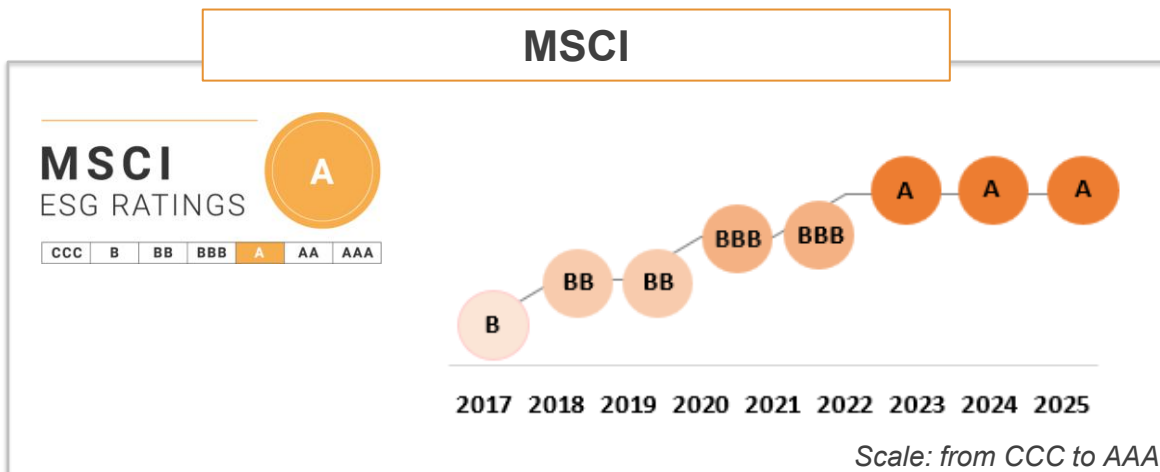 MSCI
MSCI
ESG RATINGS
A
CCC B BB BBB A AA AAA
B BB BB BBB BBB A A A
2017 2018 2019 2020 2021 2022 2023 2024 2025
Scale: from CCC to AAA